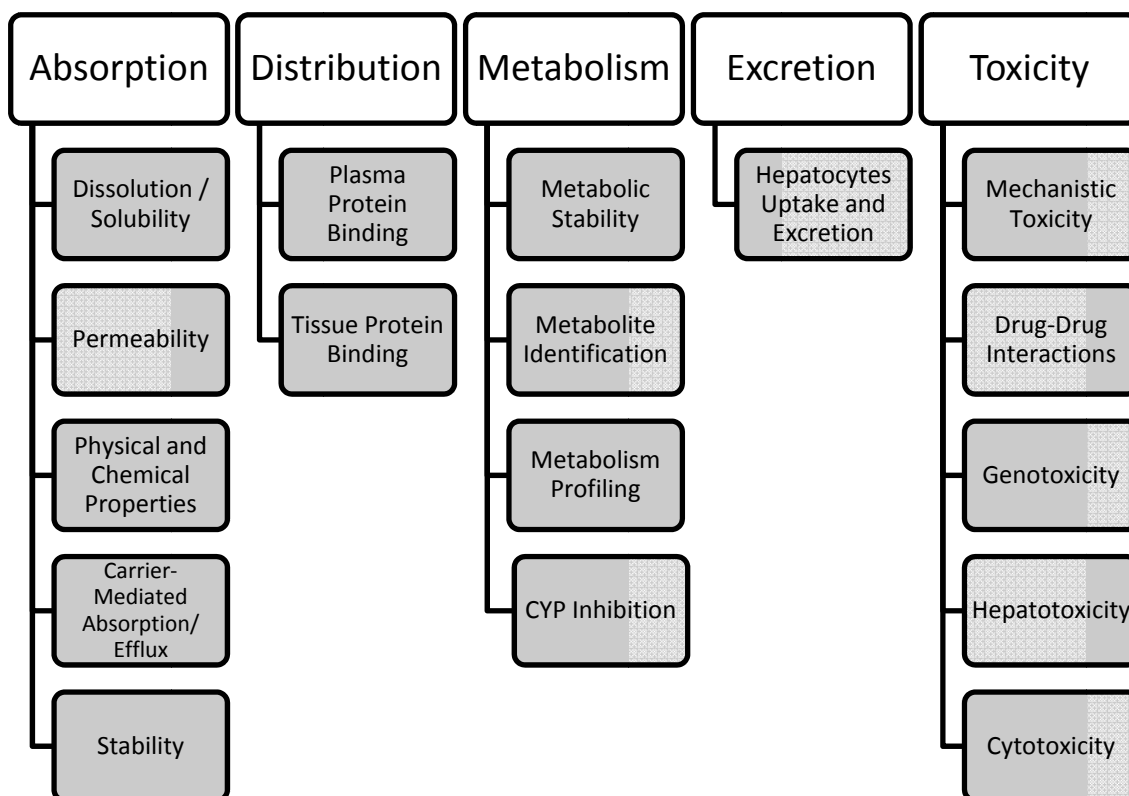 Absorption
Dissolution /
Solubility
Permeability
Physical and
Chemical
Properties
Carrier-
Mediated
Absorption/
Efflux
Stability
Distribution
Plasma
Protein
Binding
Tissue Protein
Binding
Metabolism
Metabolic
Stability
Metabolite
Identification
Metabolism
Profiling
CYP Inhibition
Excretion
Hepatocytes
Uptake and
Excretion
Toxicity
Mechanistic
Toxicity
Drug-Drug
Interactions
Genotoxicity
Hepatotoxicity
Cytotoxicity